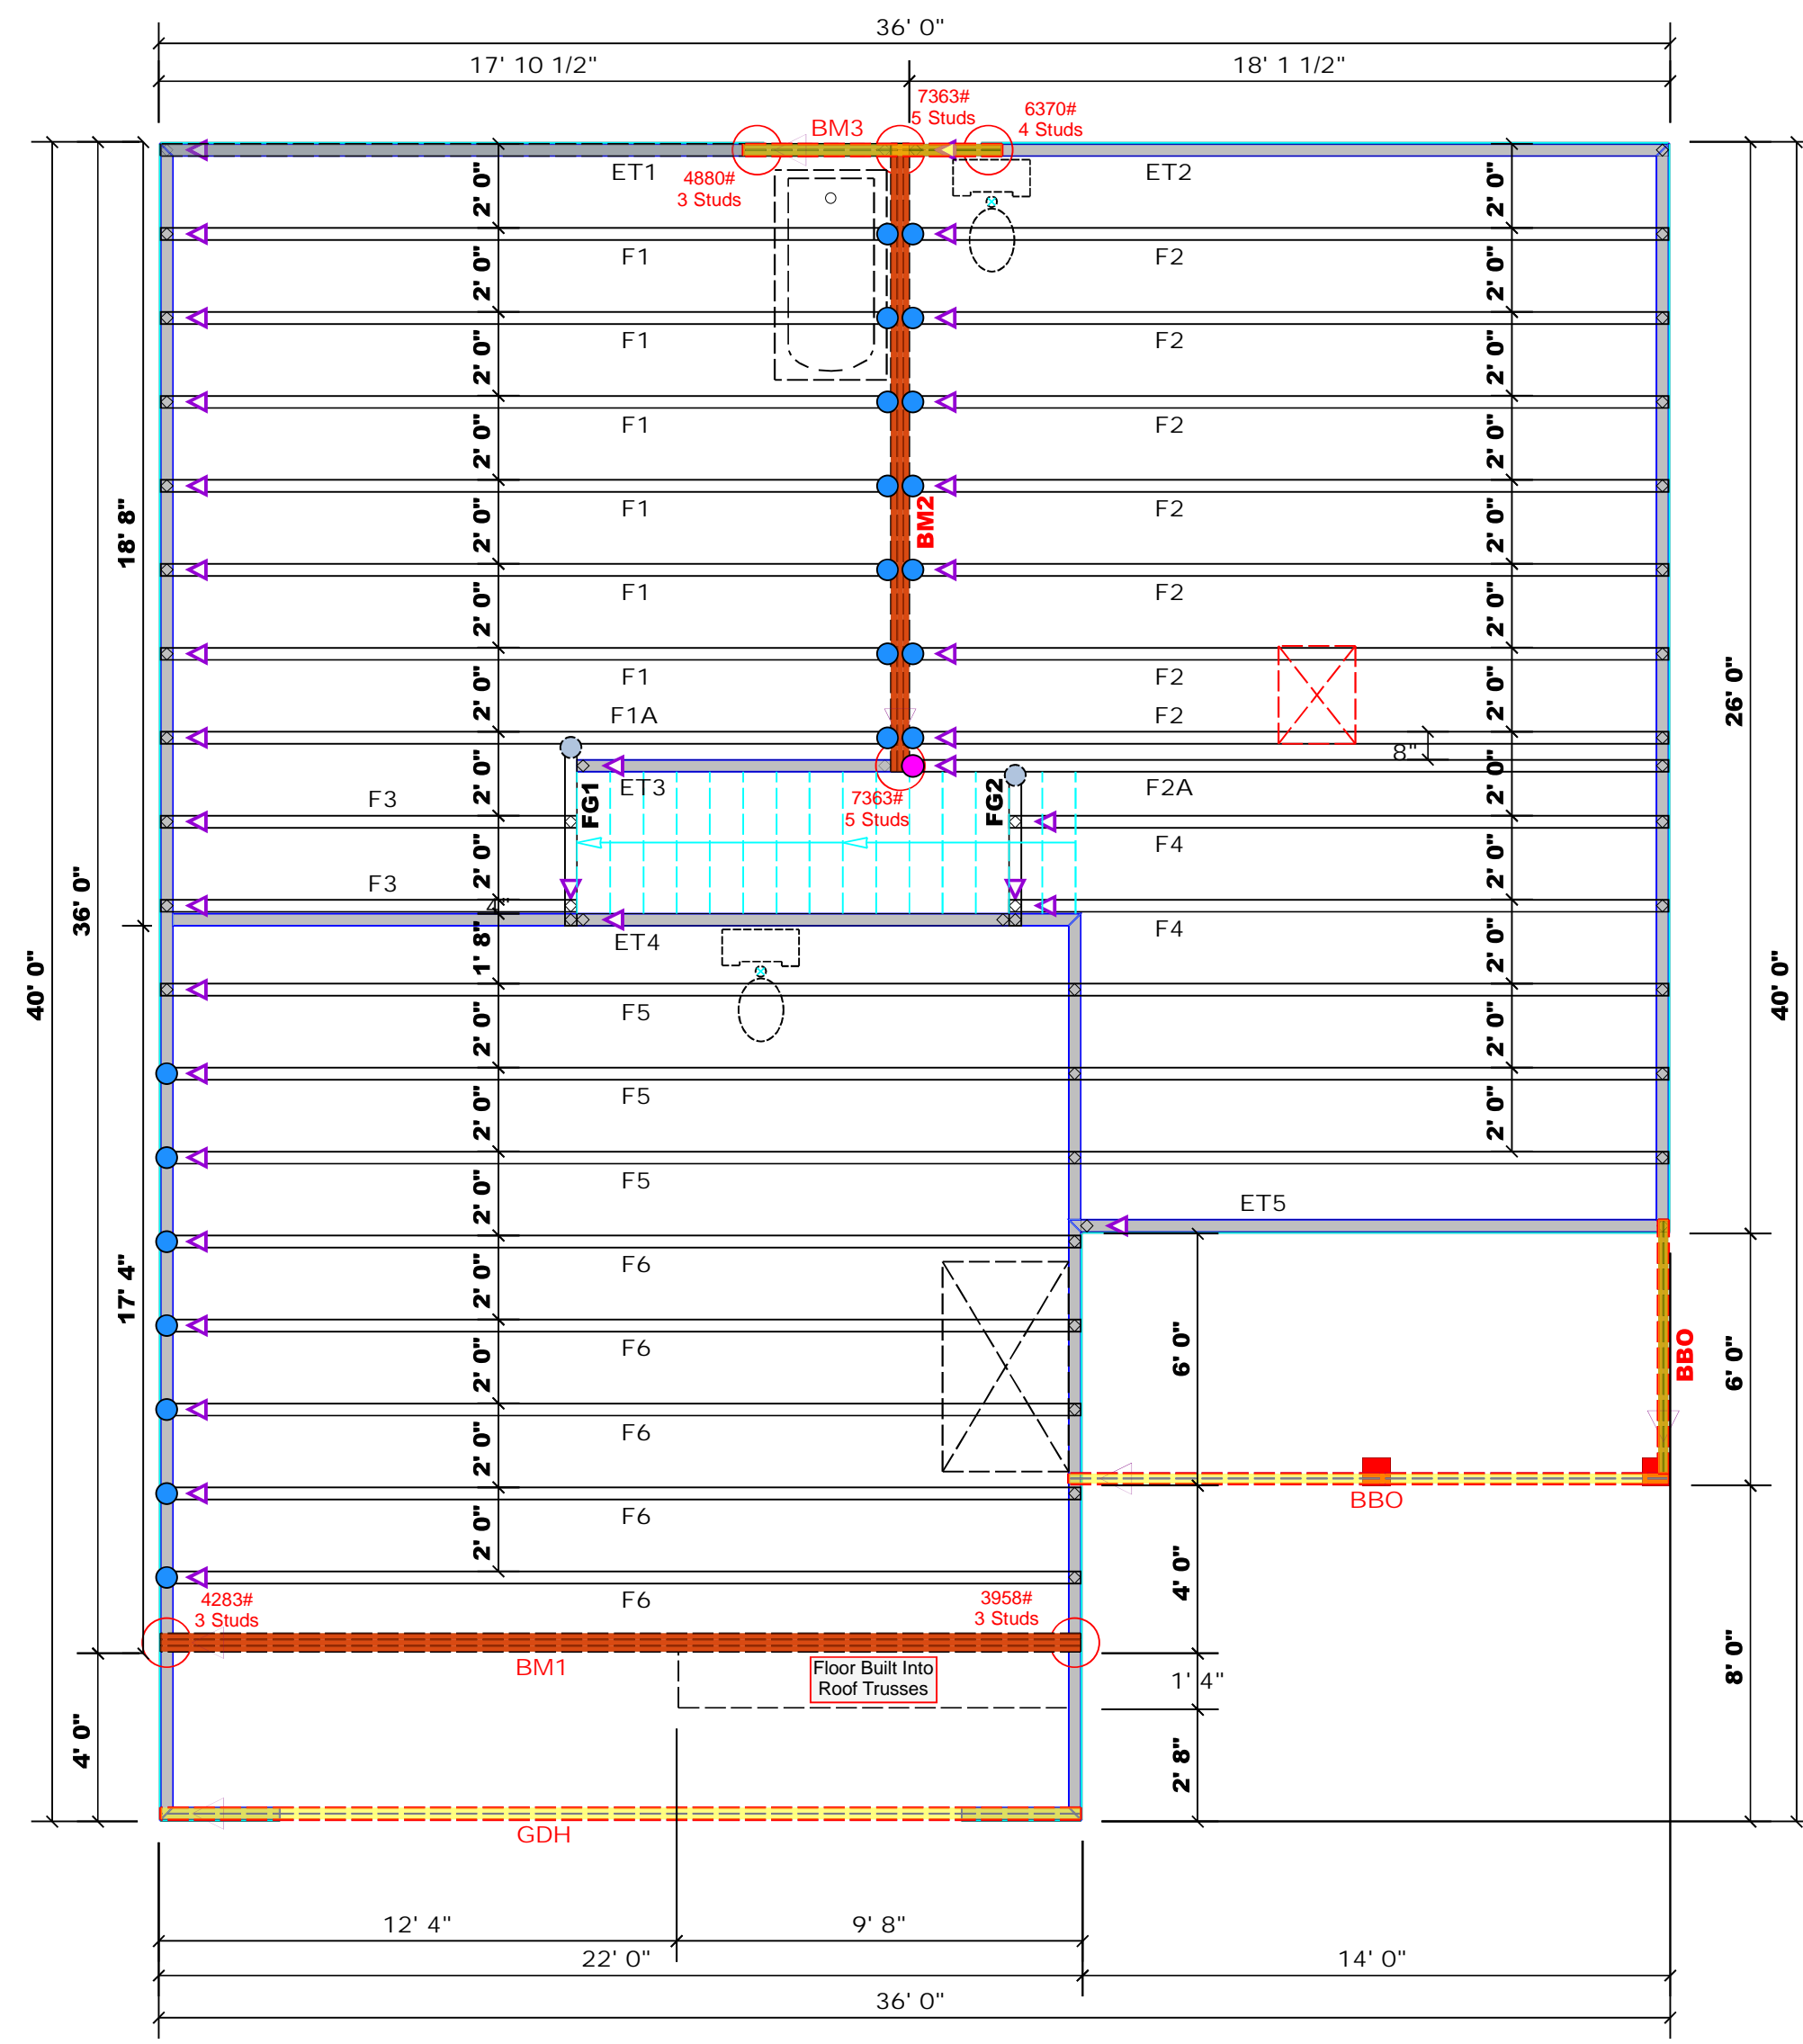 36' 0"
17' 10 1/2"
18' 1 1/2"
7363#
5 Studs
6370#
4 Studs
BM3
4880#
3 Studs
ET1
ET2
2' 0"
2' 0"
F1
F2
2' 0"
2' 0"
F1
F2
2' 0"
2' 0"
F1
F2
2' 0"
2' 0"
F1
F2
BM2
18' 8"
2' 0"
2' 0"
F1
F2
2' 0"
2' 0"
F1
F2
2' 0"
2' 0"
F1A
F2
26' 0"
8"
ET3
F2A
FG1
FG2
7363#
5 Studs
2' 0"
2' 0"
F3
F4
2' 0"
2' 0"
F3
F4
4"
36' 0"
40' 0"
40' 0"
ET4
1' 8"
2' 0"
F5
2' 0"
2' 0"
F5
2' 0"
2' 0"
F5
ET5
2' 0"
F6
17' 4"
2' 0"
6' 0"
6' 0"
BBO
F6
2' 0"
F6
2' 0"
BBO
F6
2' 0"
4' 0"
F6
4283#
3 Studs
3958#
3 Studs
BM1
Floor Built Into
Roof Trusses
1' 4"
8' 0"
4' 0"
2' 8"
GDH
12' 4"
9' 8"
22' 0"
14' 0"
36' 0"